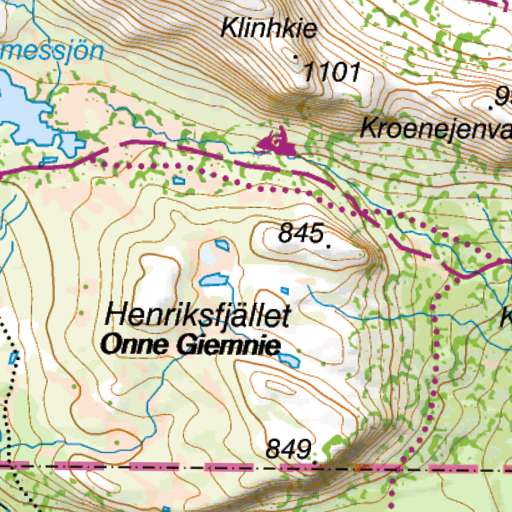 Klinhkie
messjön
1101
Kroenejenva
845
Henriksfjället
Onne Giemnie
849